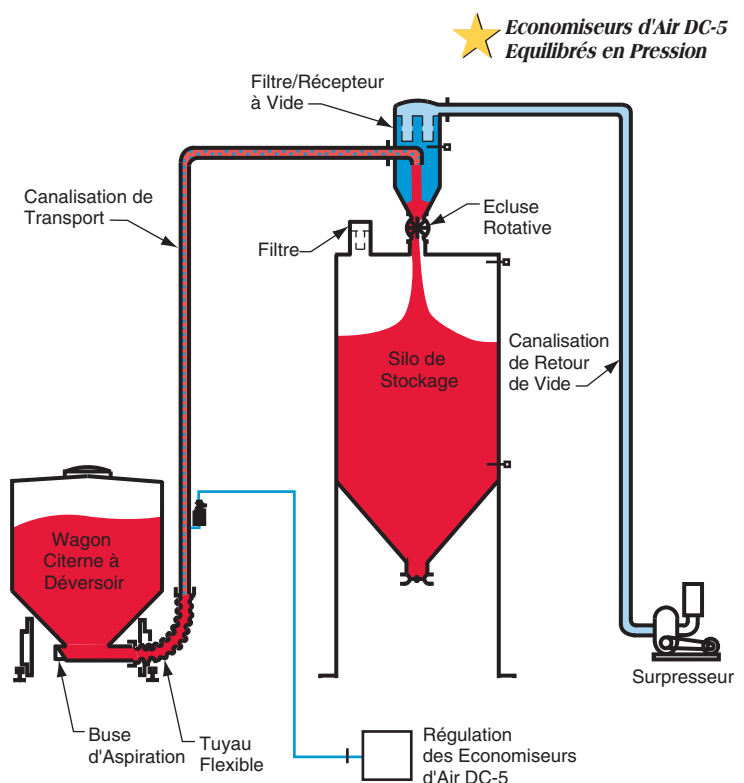 Economiseurs d'Air DC-5
Equilibrés en Pression
Filtre/Récepteur
à Vide
Canalisation de
Transport
Filtre
Ecluse
Rotative
Silo de
Stockage
Canalisation
de Retour
de Vide
Wagon
Citerne à
Déversoir
Surpresseur
Buse
d'Aspiration
Tuyau
Flexible
Régulation
des Economiseurs
d'Air DC-5